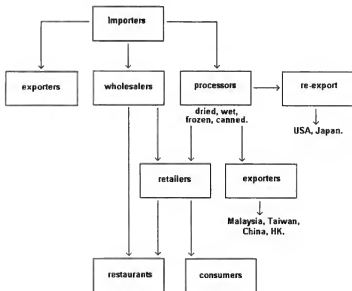 Importers
exporters
wholesalers
processors
re-export
dried, wet,
frozen, canned.
USA, Japan.
retailers
exporters
Malaysia, Taiwan,
China, HK.
restaurants
consumers